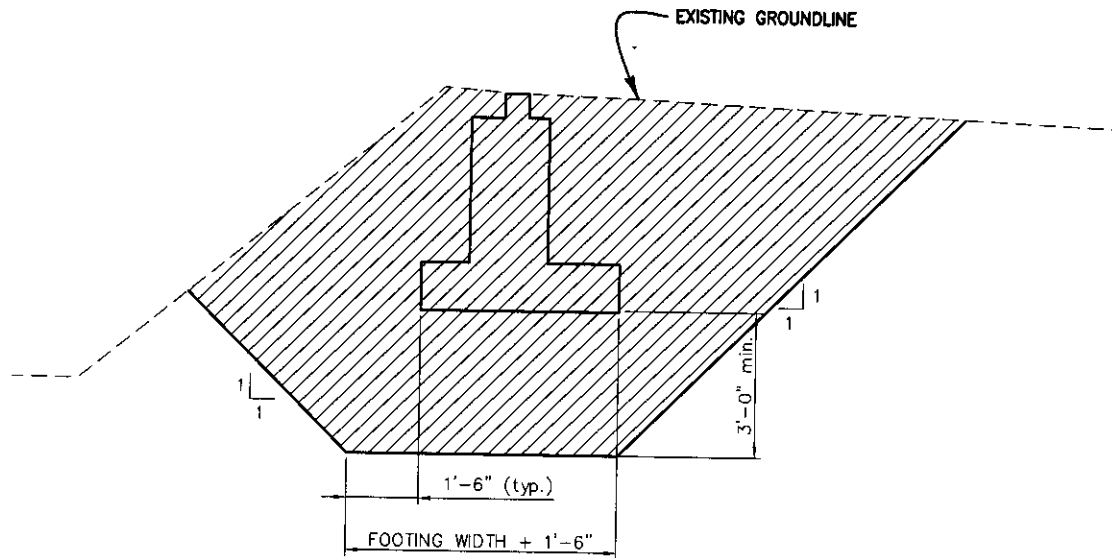 EXISTING GROUNDLINE
1
1
1
1
3'-0" min.
1'-6" (typ.)
FOOTING WIDTH + 1'-6"